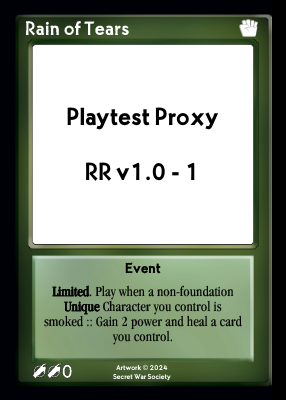 Rain of Tears
Playtest Proxy
RR v1.0 - 1
Event
Limited. Play when a non-foundation
Unique Character you control is
smoked :: Gain 2 power and heal a card
you control.
0
Artwork © 2024
Secret War Society